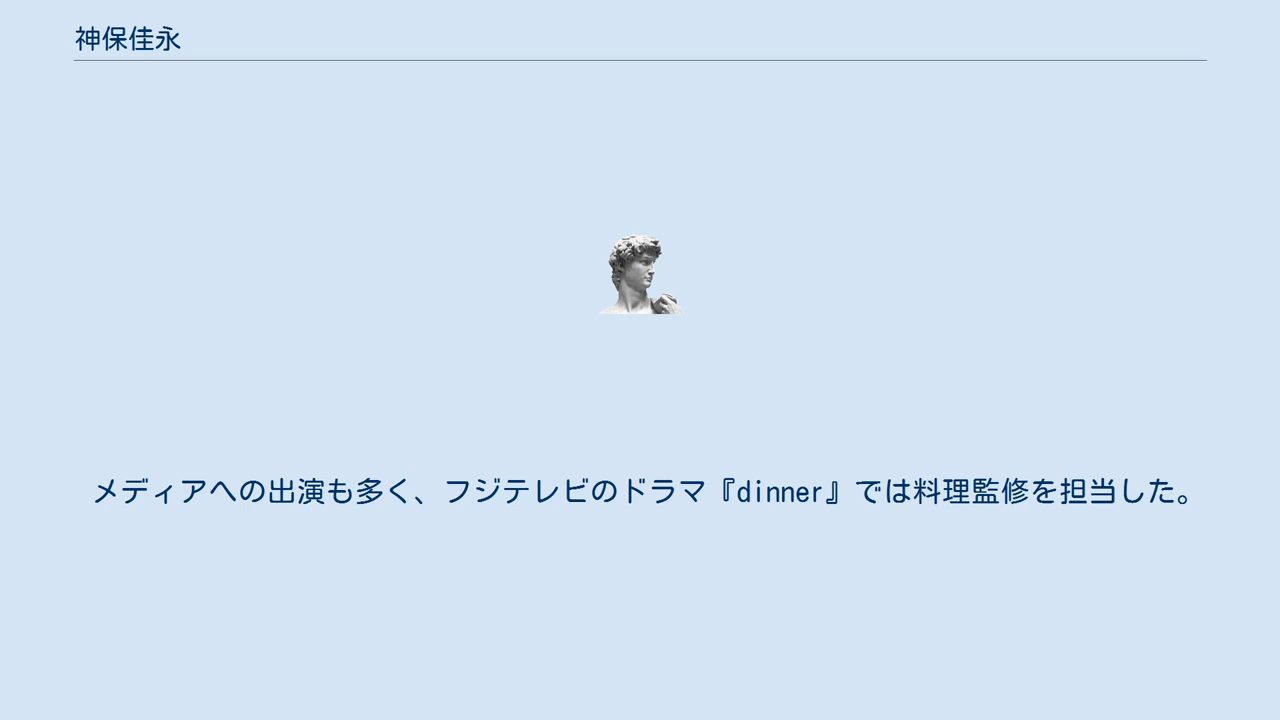 神保佳永
メディアへの出演も多く、フジテレビのドラマ『dinner』では料理監修を担当した。